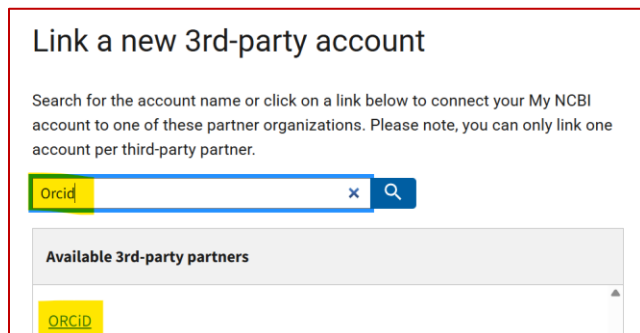 Link a new 3rd-party account
Search for the account name or click on a link below to connect your My NCBI
account to one of these partner organizations. Please note, you can only link one
account per third-party partner.
Orcid
Available 3rd-party partners
ORCiD